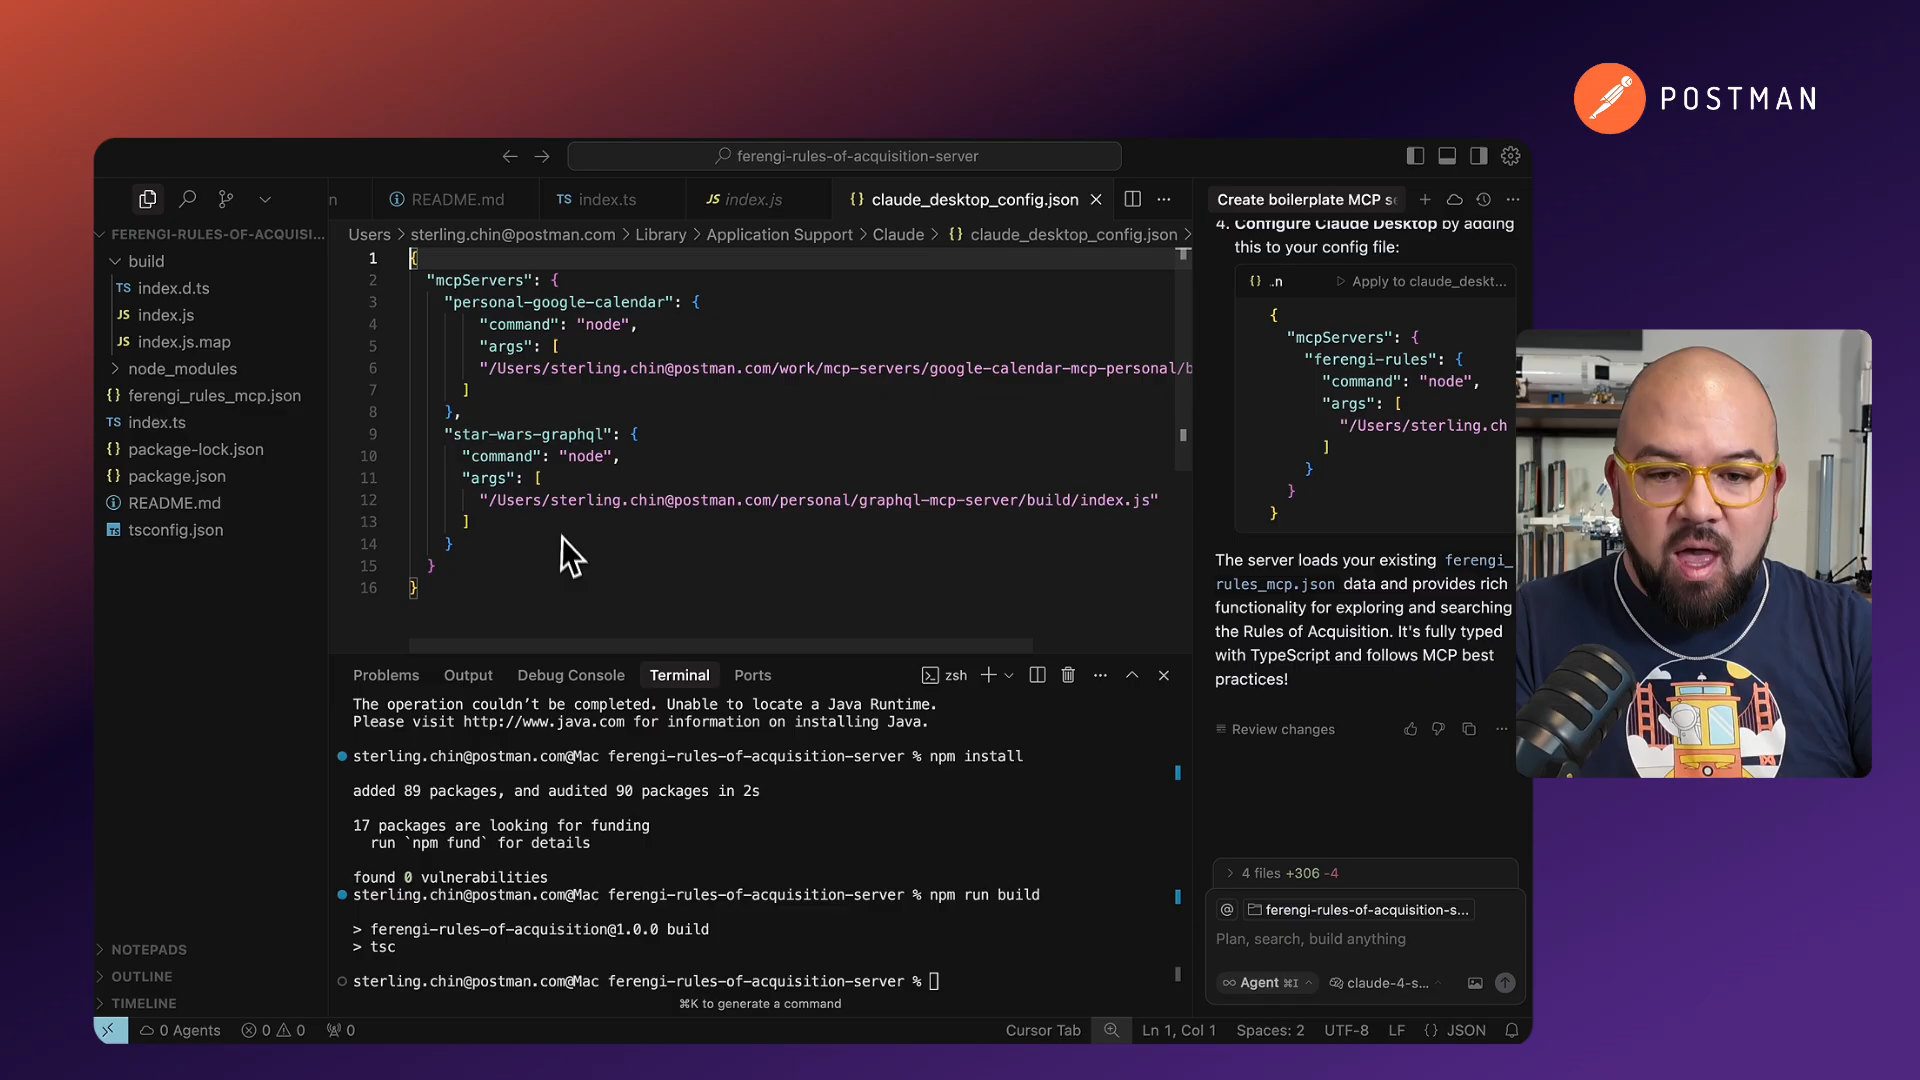 POSTMAN
ferengi-rules-of-acquisition-server
n
README.md
TS index.ts
JS index.js
{} claude_desktop_config.json
Users > sterling.chin@postman.com > Library > Application Support > Claude > {} claude_desktop_config.json >
FERENGI-RULES-OF-ACQUISI...
build
TS index.d.ts
JS index.js
JS index.js.map
node_modules
{} ferengi_rules_mcp.json
TS index.ts
{} package-lock.json
{} package.json
README.md
tsconfig.json
NOTEPADS
OUTLINE
TIMELINE
1 {
2 "mcpServers": {
3 "personal-google-calendar": {
4 "command": "node",
5 "args": [
6 "/Users/sterling.chin@postman.com/work/mcp-servers/google-calendar-mcp-personal/b
7 ]
8 },
9 "star-wars-graphql": {
10 "command": "node",
11 "args": [
12 "/Users/sterling.chin@postman.com/personal/graphql-mcp-server/build/index.js"
13 ]
14 }
15 }
16 }
Problems Output Debug Console Terminal Ports
zsh
The operation couldn't be completed. Unable to locate a Java Runtime.
Please visit http://www.java.com for information on installing Java.
sterling.chin@postman.com@Mac ferengi-rules-of-acquisition-server % npm install
added 89 packages, and audited 90 packages in 2s
17 packages are looking for funding
run `npm fund` for details
found 0 vulnerabilities
sterling.chin@postman.com@Mac ferengi-rules-of-acquisition-server % npm run build
> ferengi-rules-of-acquisition@1.0.0 build
> tsc
sterling.chin@postman.com@Mac ferengi-rules-of-acquisition-server %
⌘K to generate a command
Create boilerplate MCP s
4. Configure Claude Desktop by adding
this to your config file:
{} .n
Apply to claude_deskt...
{
"mcpServers": {
"ferengi-rules": {
"command": "node",
"args": [
"/Users/sterling.ch
]
}
}
}
The server loads your existing ferengi_
rules_mcp.json data and provides rich
functionality for exploring and searching
the Rules of Acquisition. It's fully typed
with TypeScript and follows MCP best
practices!
Review changes
4 files +306 -4
@ ferengi-rules-of-acquisition-s...
Plan, search, build anything
∞ Agent ⌘I
claude-4-s...
0 Agents
0 0
0
Cursor Tab
Ln 1, Col 1
Spaces: 2
UTF-8
LF
{} JSON